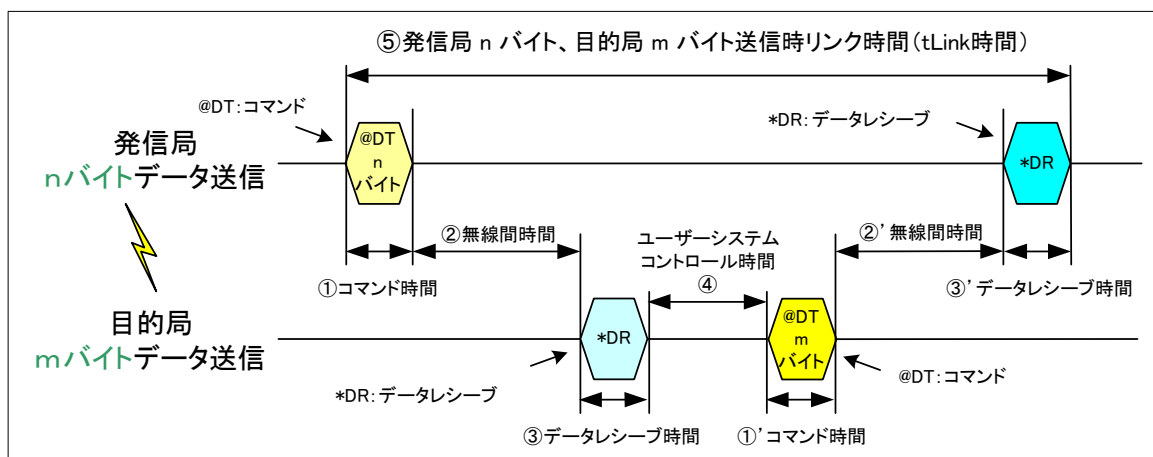 ⑤発信局 n バイト、目的局 m バイト送信時リンク時間(tLink時間)
@DT:コマンド
*DR:データレシーブ
発信局
nバイトデータ送信
@DT
n
バイト
*DR
②無線間時間
ユーザーシステム
コントロール時間
④
②’無線間時間
①コマンド時間
③’データレシーブ時間
目的局
mバイトデータ送信
*DR
@DT
m
バイト
*DR:データレシーブ
@DT:コマンド
③データレシーブ時間
①’コマンド時間